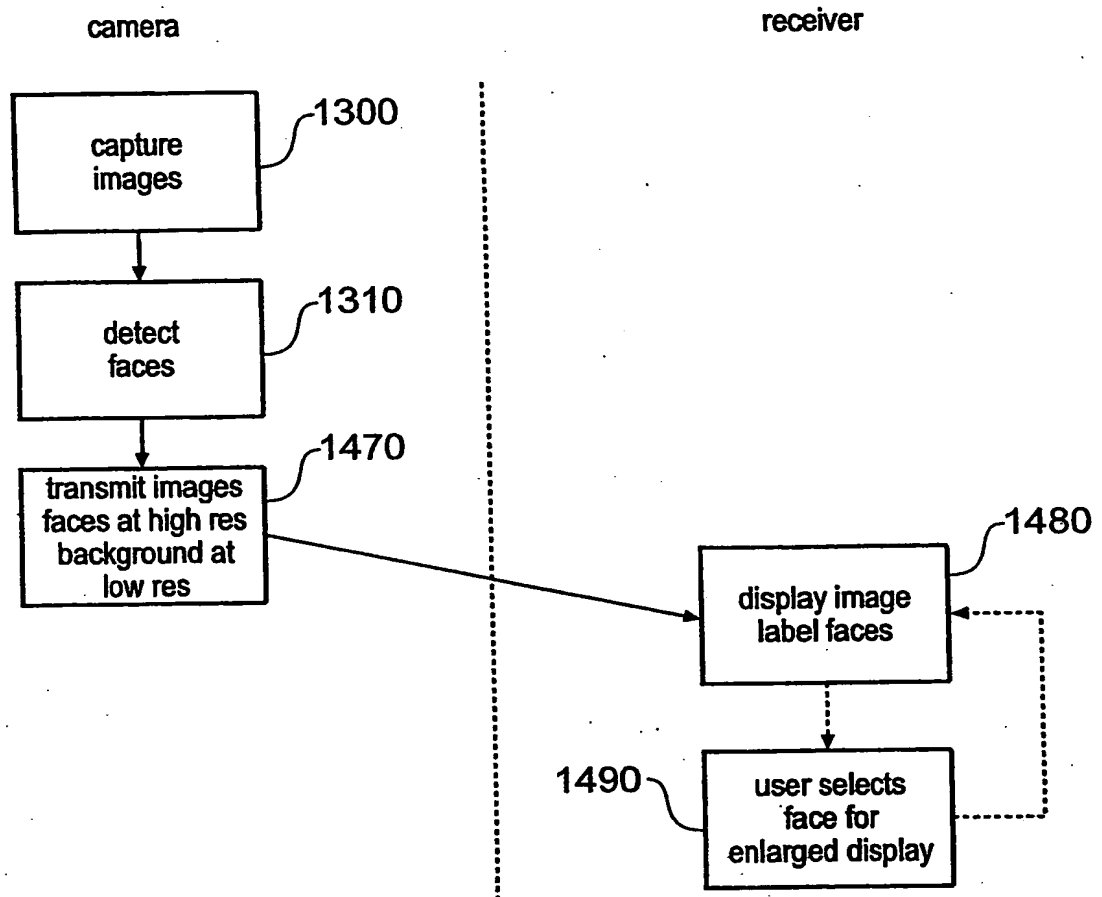 camera
receiver
1300
capture
images
1310
detect
faces
1470
transmit images
faces at high res
background at
low res
1480
display image
label faces
1490
user selects
face for
enlarged display